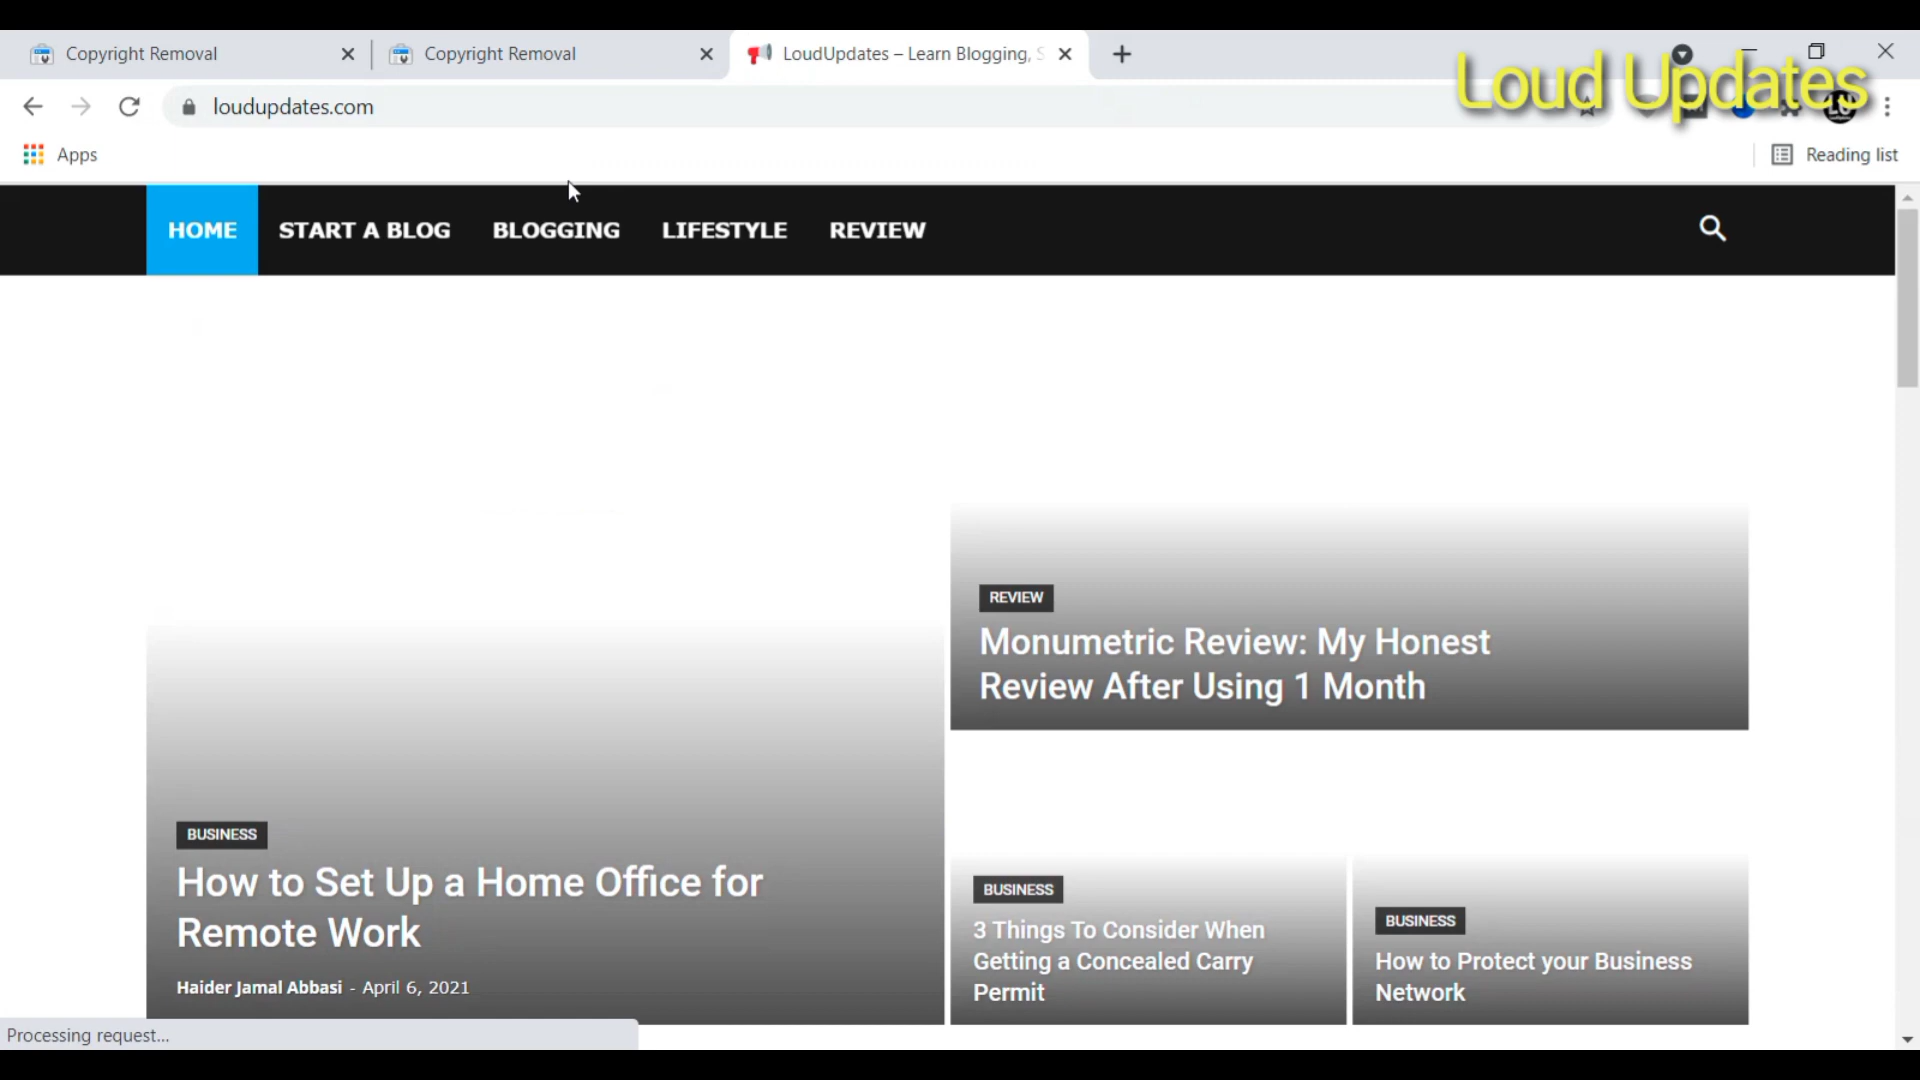 Copyright Removal
Copyright Removal
LoudUpdates – Learn Blogging, S
Loud Updates
loudupdates.com
Apps
Reading list
HOME
START A BLOG
BLOGGING
LIFESTYLE
REVIEW
REVIEW
Monumetric Review: My Honest
Review After Using 1 Month
BUSINESS
How to Set Up a Home Office for
Remote Work
Haider Jamal Abbasi - April 6, 2021
BUSINESS
3 Things To Consider When
Getting a Concealed Carry
Permit
BUSINESS
How to Protect your Business
Network
Processing request...